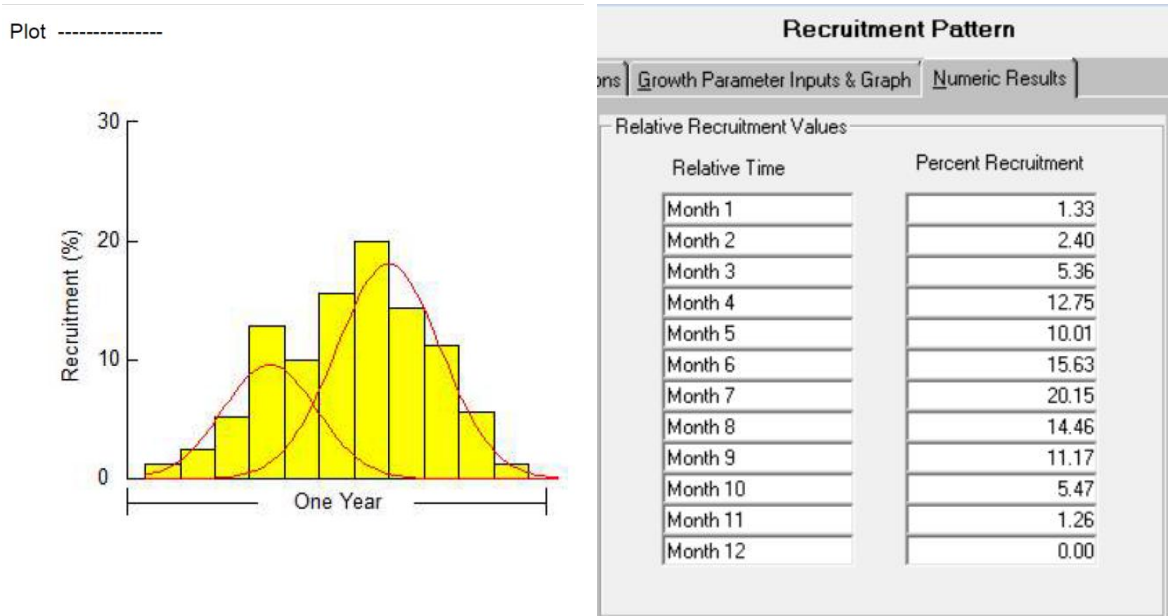 Plot ---------------
30
20
10
0
Recruitment (%)
One Year
Recruitment Pattern
ons Growth Parameter Inputs & Graph Numeric Results
Relative Recruitment Values
Relative Time Percent Recruitment
Month 1 1.33
Month 2 2.40
Month 3 5.36
Month 4 12.75
Month 5 10.01
Month 6 15.63
Month 7 20.15
Month 8 14.46
Month 9 11.17
Month 10 5.47
Month 11 1.26
Month 12 0.00